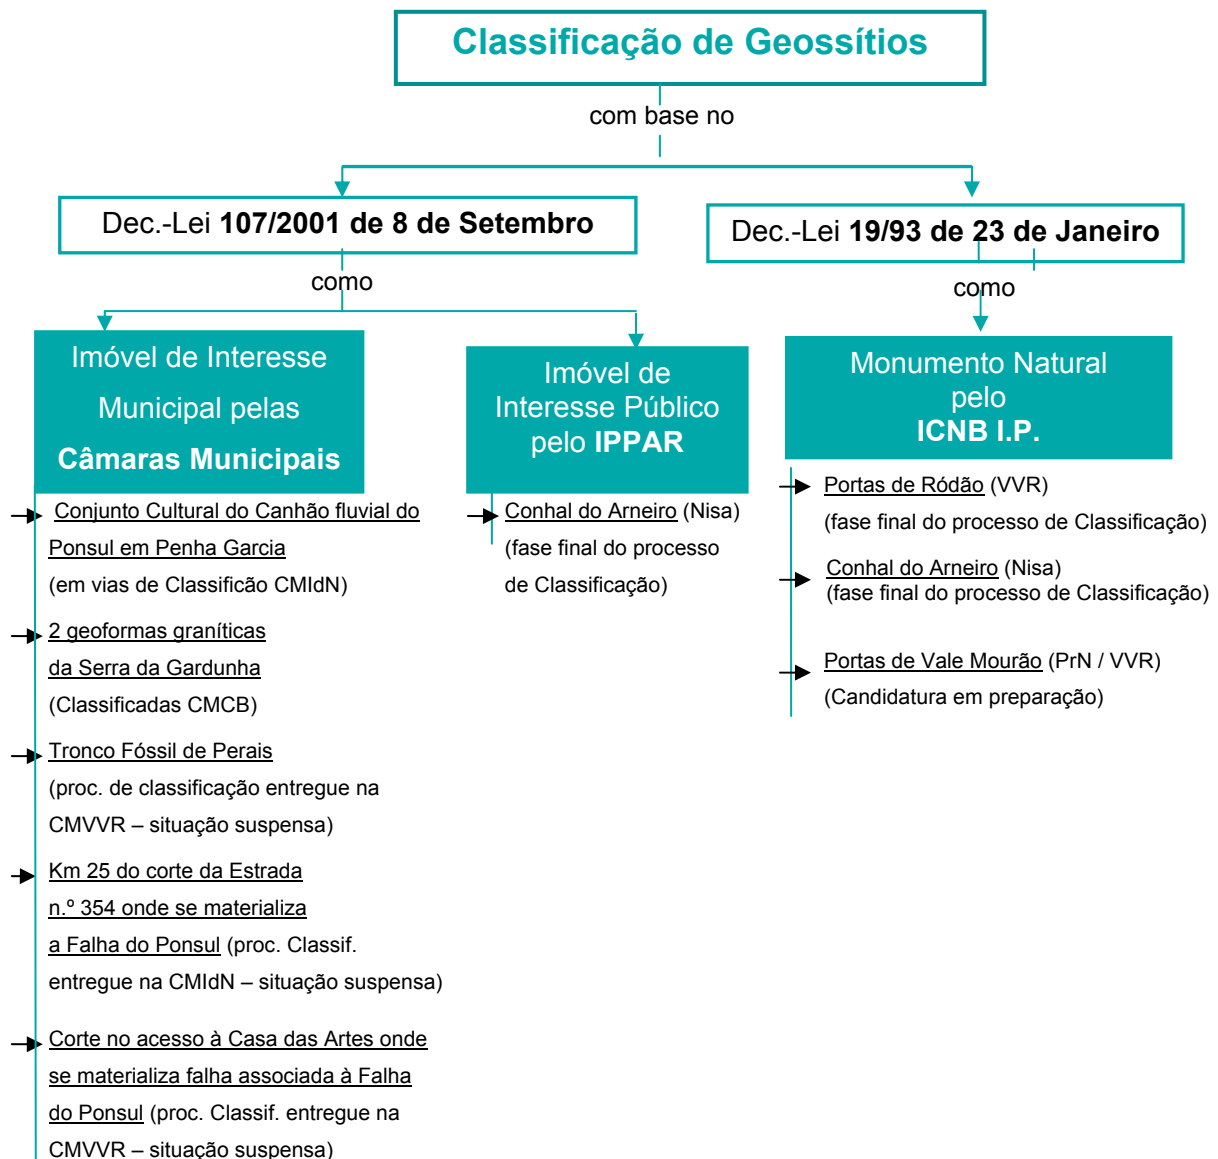 Classificação de Geossítios
com base no
Dec.-Lei 107/2001 de 8 de Setembro
Dec.-Lei 19/93 de 23 de Janeiro
como
como
Imóvel de Interesse
Municipal pelas
Câmaras Municipais
Imóvel de
Interesse Público
pelo IPPAR
Monumento Natural
pelo
ICNB I.P.
Conjunto Cultural do Canhão fluvial do
Ponsul em Penha Garcia
(em vias de Classificão CMIdN)
2 geoformas graníticas
da Serra da Gardunha
(Classificadas CMCB)
Tronco Fóssil de Perais
(proc. de classificação entregue na
CMVVR – situação suspensa)
Km 25 do corte da Estrada
n.º 354 onde se materializa
a Falha do Ponsul (proc. Classif.
entregue na CMIdN – situação suspensa)
Corte no acesso à Casa das Artes onde
se materializa falha associada à Falha
do Ponsul (proc. Classif. entregue na
CMVVR – situação suspensa)
Conhal do Arneiro (Nisa)
(fase final do processo
de Classificação)
Portas de Ródão (VVR)
(fase final do processo de Classificação)
Conhal do Arneiro (Nisa)
(fase final do processo de Classificação)
Portas de Vale Mourão (PrN / VVR)
(Candidatura em preparação)